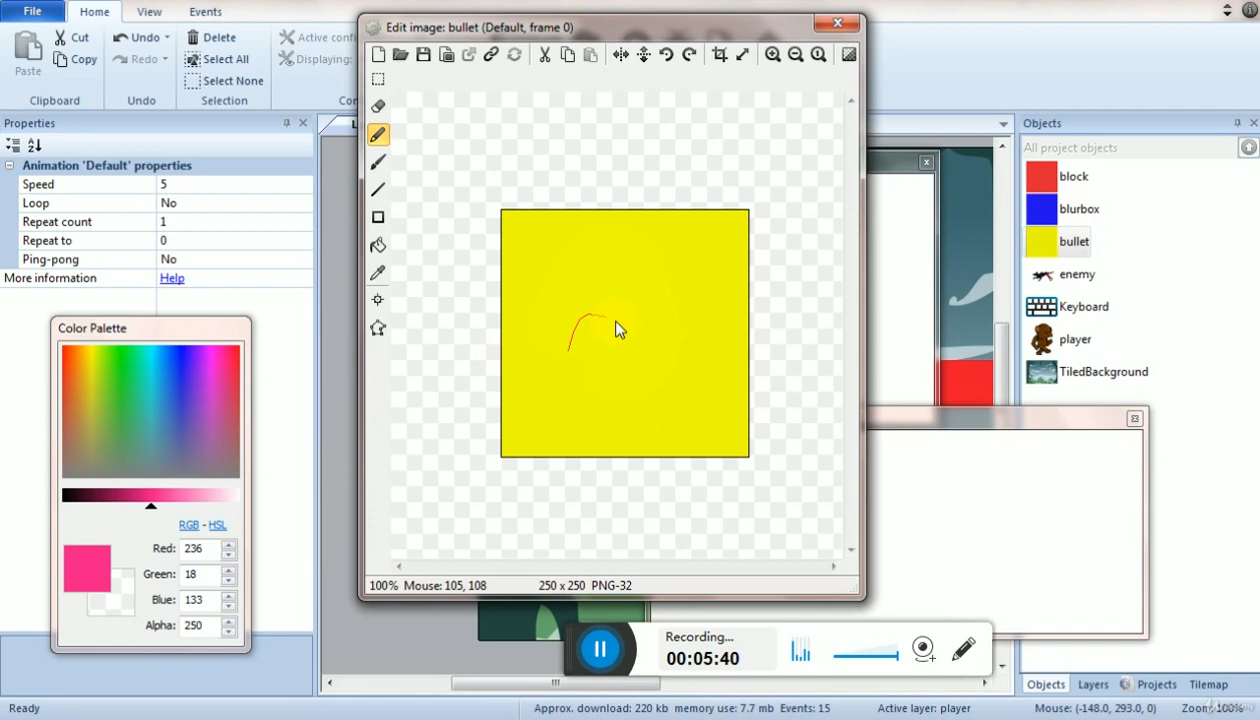 File
Home
View
Events
Paste
Cut
Copy
Clipboard
Undo
Redo
Undo
Delete
Select All
Select None
Selection
Active confi
Displaying:
Con
Edit image: bullet (Default, frame 0)
Properties
Animation 'Default' properties
Speed 5
Loop No
Repeat count 1
Repeat to 0
Ping-pong No
More information Help
Color Palette
RGB - HSL
Red: 236
Green: 18
Blue: 133
Alpha: 250
100% Mouse: 105, 108 250 x 250 PNG-32
Recording...
00:05:40
Objects
All project objects
block
blurbox
bullet
enemy
Keyboard
player
TiledBackground
Objects Layers Projects Tilemap
Ready
Approx. download: 220 kb memory use: 7.7 mb Events: 15
Active layer: player
Mouse: (-148.0, 293.0, 0)
Zoom: 100%